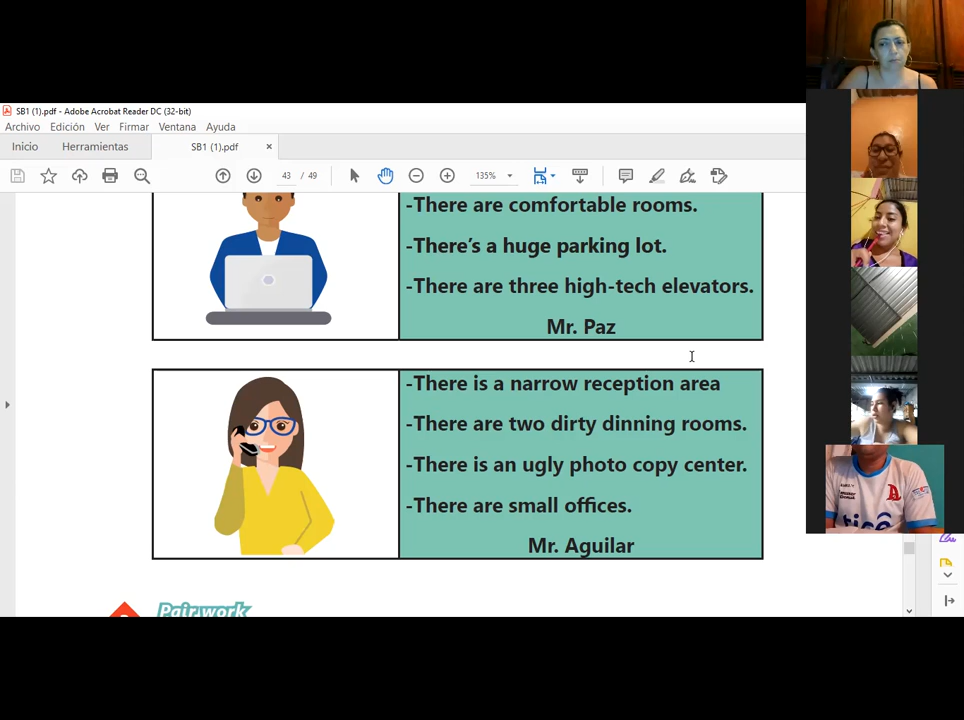 SB1 (1).pdf - Adobe Acrobat Reader DC (32-bit)
Archivo Edición Ver Firmar Ventana Ayuda
Inicio Herramientas SB1 (1).pdf ×
43 / 49 135%
-There are comfortable rooms.
-There's a huge parking lot.
-There are three high-tech elevators.
Mr. Paz
-There is a narrow reception area
-There are two dirty dinning rooms.
-There is an ugly photo copy center.
-There are small offices.
Mr. Aguilar
Pair work
A
tigo